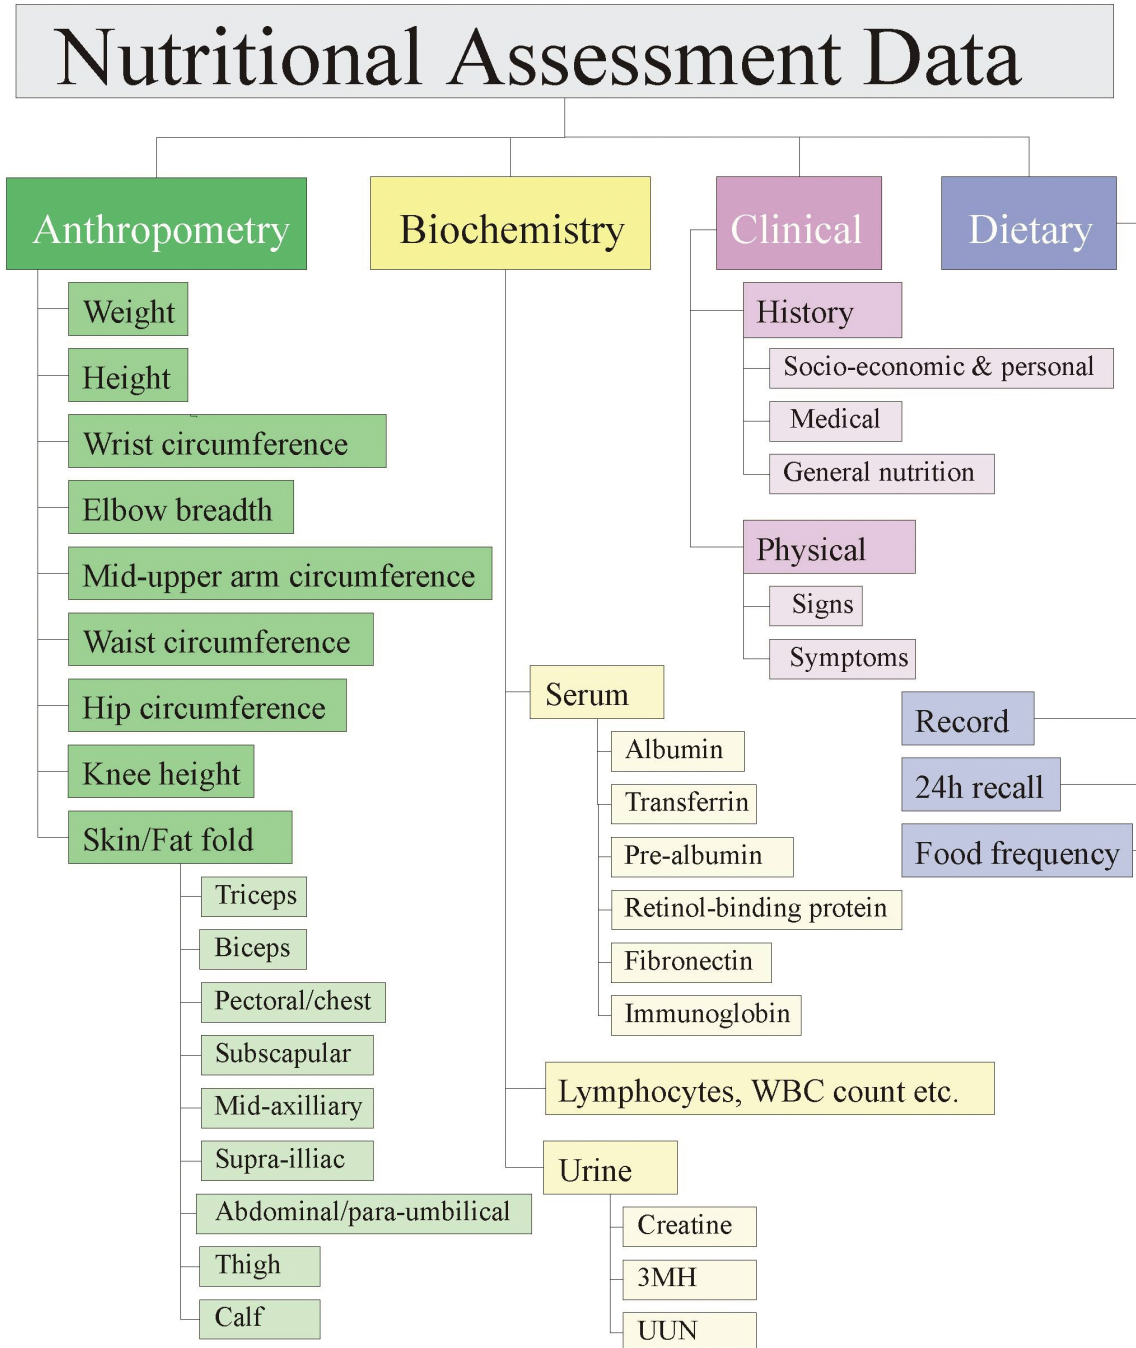 Nutritional Assessment Data
Anthropometry
Weight
Height
Wrist circumference
Elbow breadth
Mid-upper arm circumference
Waist circumference
Hip circumference
Knee height
Skin/Fat fold
Triceps
Biceps
Pectoral/chest
Subscapular
Mid-axilliary
Supra-illiac
Abdominal/para-umbilical
Thigh
Calf
Biochemistry
Serum
Albumin
Transferrin
Pre-albumin
Retinol-binding protein
Fibronectin
Immunoglobin
Lymphocytes, WBC count etc.
Urine
Creatine
3MH
UUN
Clinical
History
Socio-economic & personal
Medical
General nutrition
Physical
Signs
Symptoms
Dietary
Record
24h recall
Food frequency